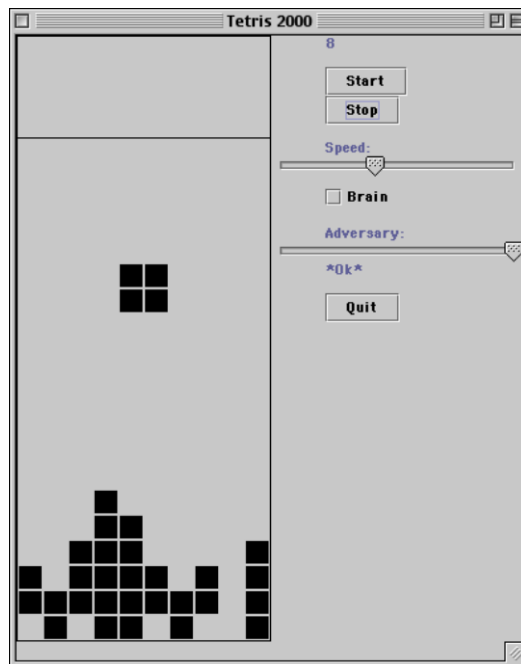 Tetris 2000
8
Start
Stop
Speed:
Brain
Adversary:
*Ok*
Quit